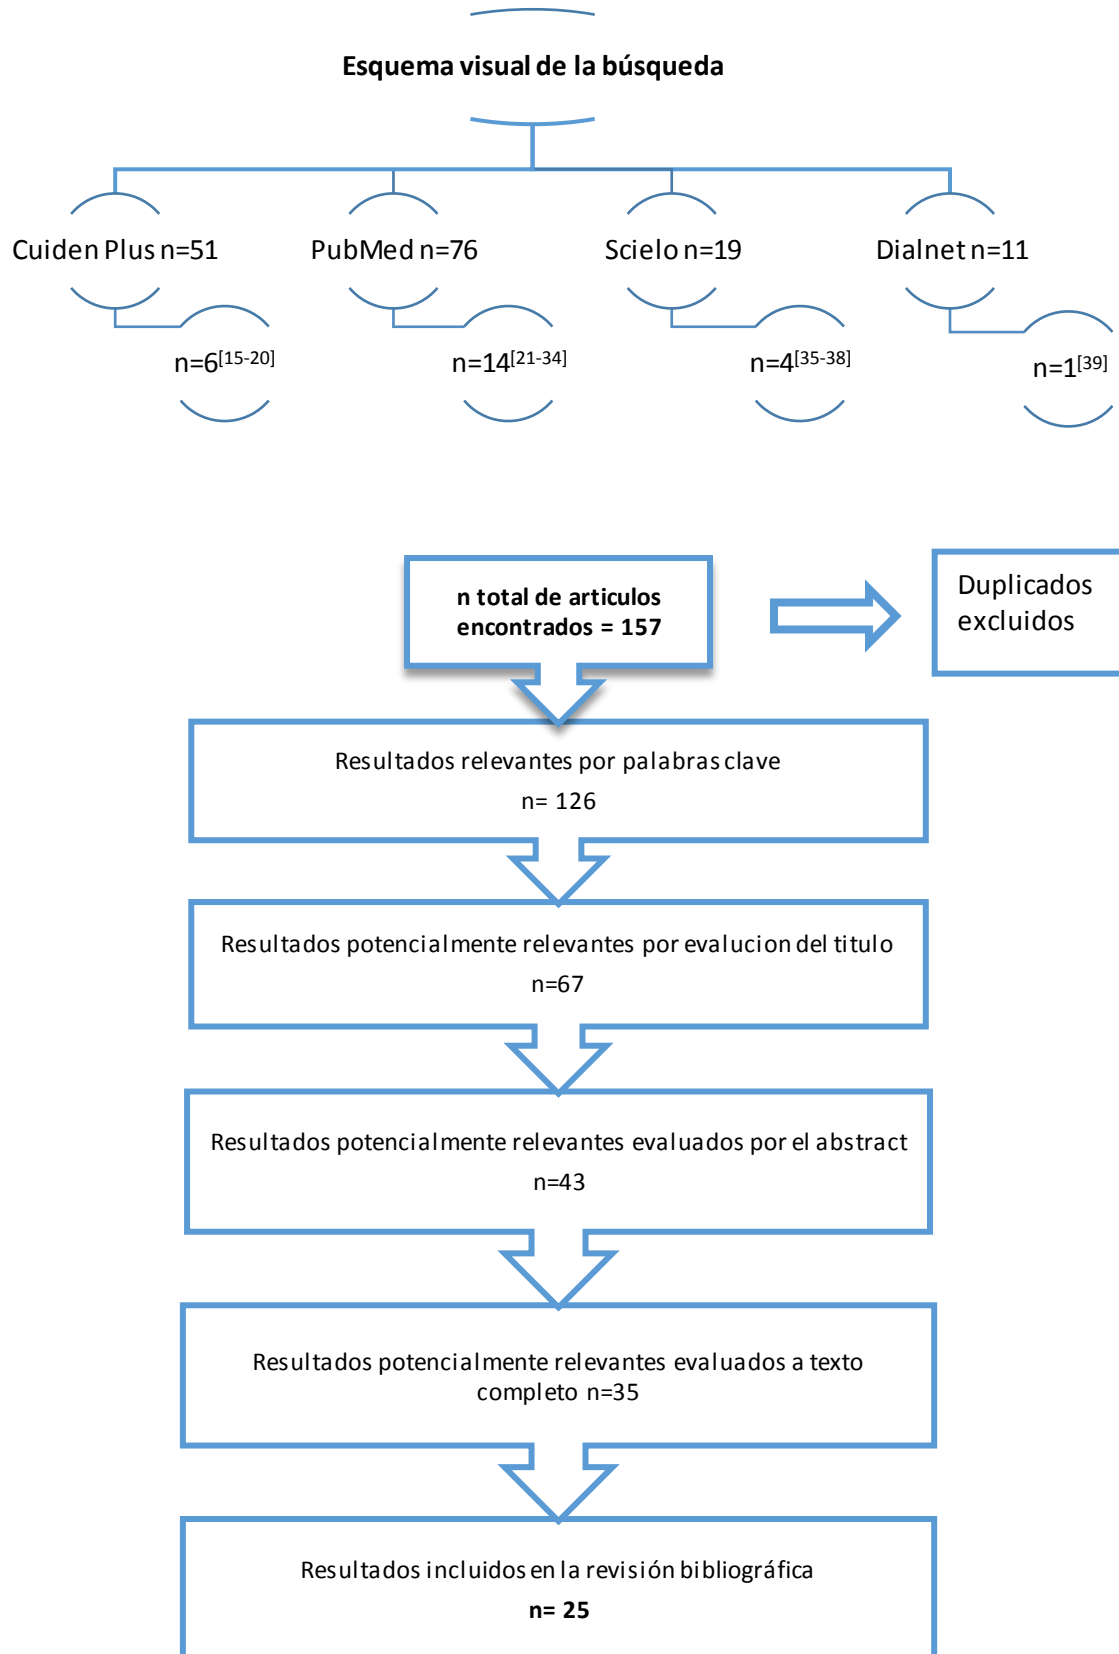 Esquema visual de la búsqueda
Cuiden Plus n=51
PubMed n=76
Scielo n=19
Dialnet n=11
n=6[15-20]
n=14[21-34]
n=4[35-38]
n=1[39]
n total de articulos
encontrados = 157
Duplicados
excluidos
Resultados relevantes por palabras clave
n= 126
Resultados potencialmente relevantes por evalucion del titulo
n=67
Resultados potencialmente relevantes evaluados por el abstract
n=43
Resultados potencialmente relevantes evaluados a texto
completo n=35
Resultados incluidos en la revisión bibliográfica
n= 25